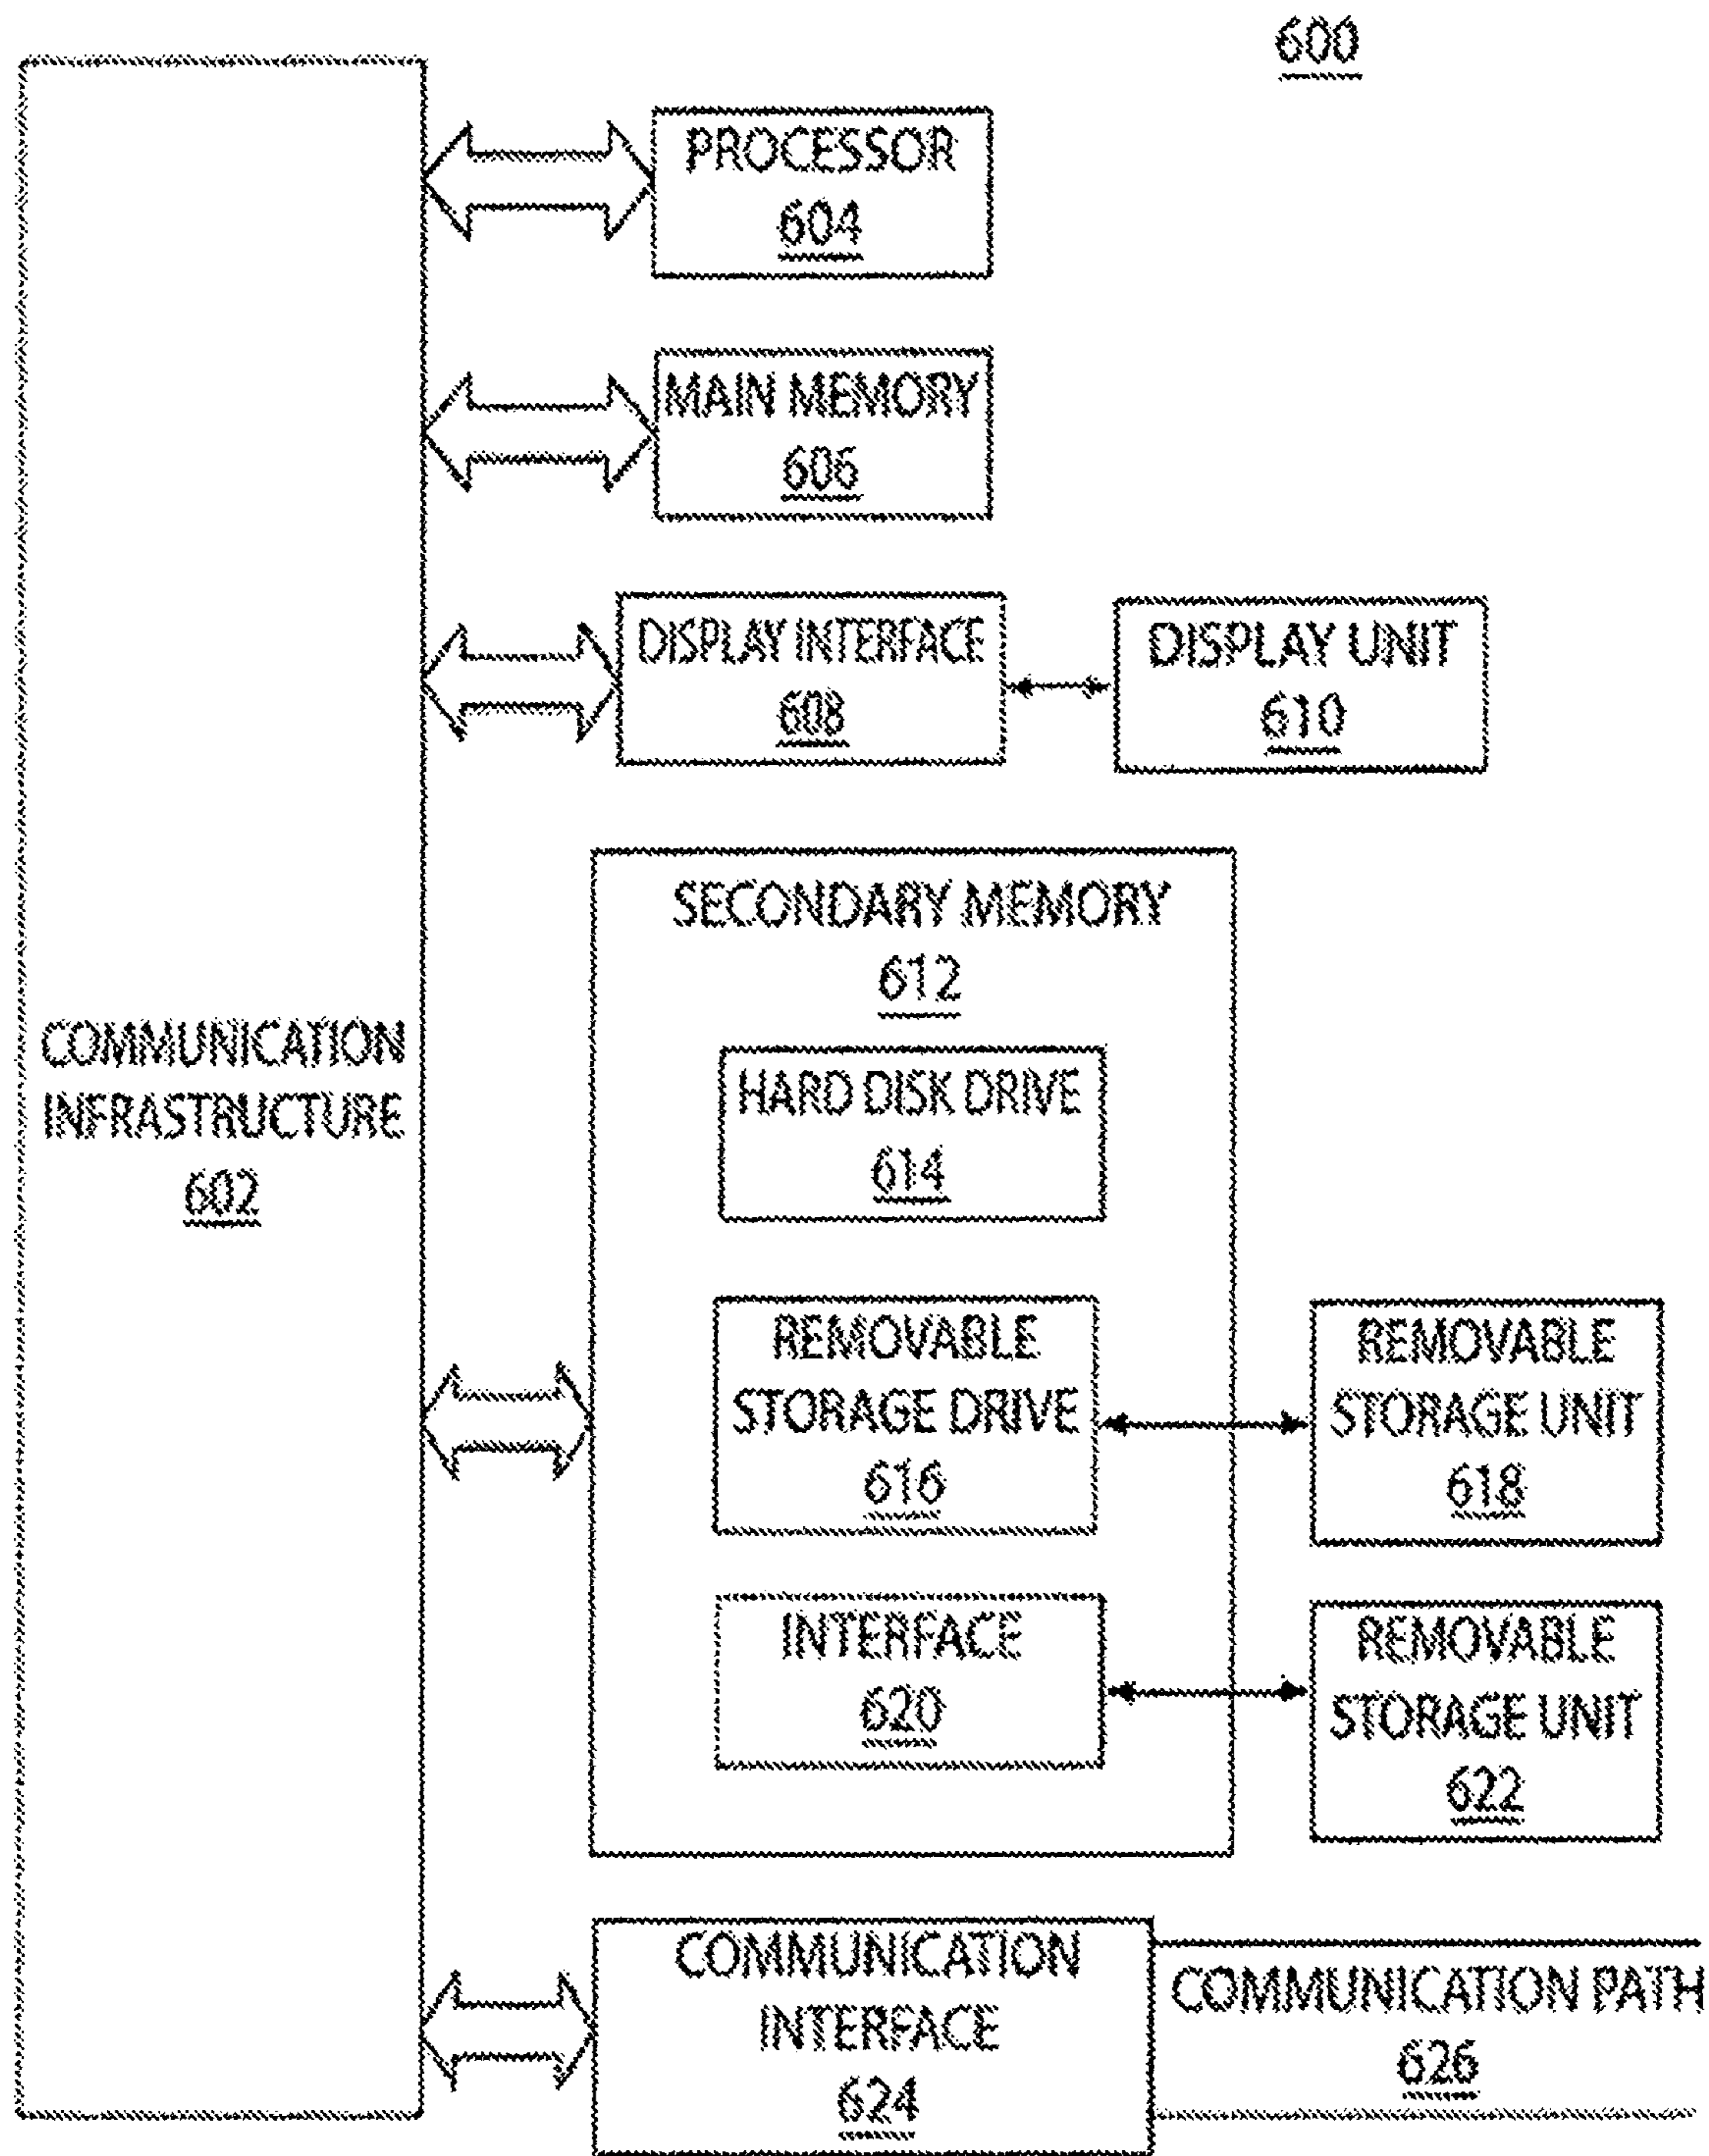 600
PROCESSOR
604
MAIN MEMORY
606
DISPLAY INTERFACE
608
DISPLAY UNIT
610
SECONDARY MEMORY
612
HARD DISK DRIVE
614
COMMUNICATION
INFRASTRUCTURE
602
REMOVABLE
STORAGE DRIVE
616
REMOVABLE
STORAGE UNIT
618
INTERFACE
620
REMOVABLE
STORAGE UNIT
622
COMMUNICATION
INTERFACE
624
COMMUNICATION PATH
626